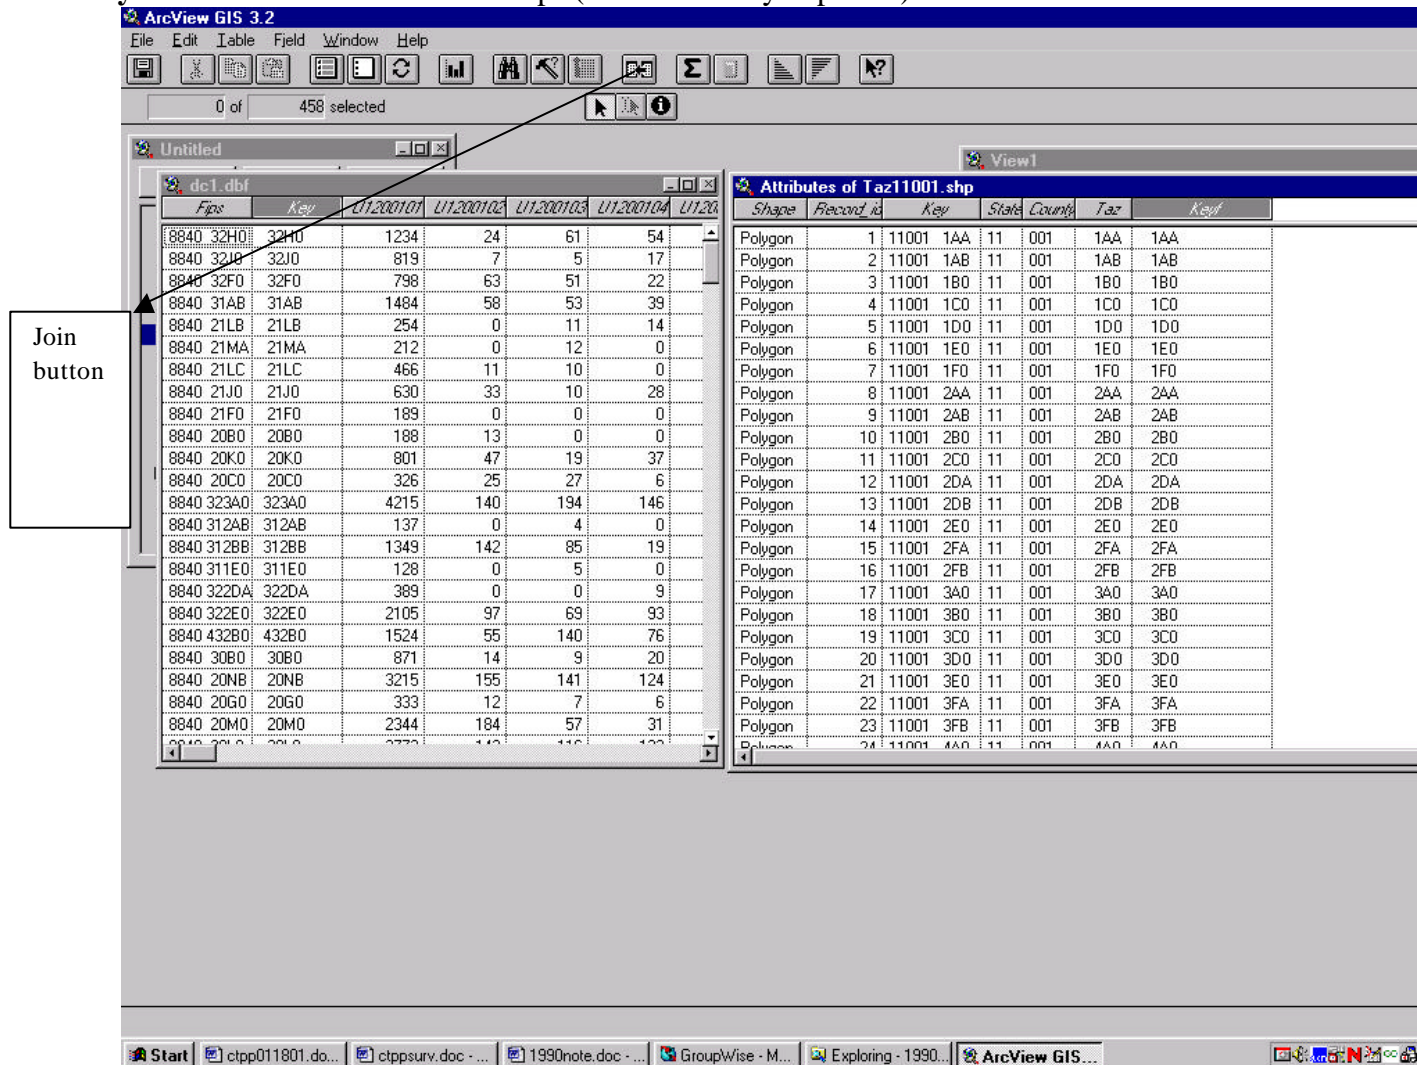 ArcView GIS 3.2
File Edit Table Field Window Help
0 of 458 selected
Untitled
View1
dc1.dbf
Fips Key U1200101 U1200102 U1200103 U1200104 U120
8840 32H0 32H0 1234 24 61 54
8840 32J0 32J0 819 7 5 17
8840 32F0 32F0 798 63 51 22
8840 31AB 31AB 1484 58 53 39
8840 21LB 21LB 254 0 11 14
8840 21MA 21MA 212 0 12 0
8840 21LC 21LC 466 11 10 0
8840 21J0 21J0 630 33 10 28
8840 21F0 21F0 189 0 0 0
8840 20B0 20B0 188 13 0 0
8840 20K0 20K0 801 47 19 37
8840 20C0 20C0 326 25 27 6
8840 323A0 323A0 4215 140 194 146
8840 312AB 312AB 137 0 4 0
8840 312BB 312BB 1349 142 85 19
8840 311E0 311E0 128 0 5 0
8840 322DA 322DA 389 0 0 9
8840 322E0 322E0 2105 97 69 93
8840 432B0 432B0 1524 55 140 76
8840 30B0 30B0 871 14 9 20
8840 20NB 20NB 3215 155 141 124
8840 20G0 20G0 333 12 7 6
8840 20M0 20M0 2344 184 57 31
Attributes of Taz11001.shp
Shape Record_id Key State County Taz Keyf
Polygon 1 11001 1AA 11 001 1AA 1AA
Polygon 2 11001 1AB 11 001 1AB 1AB
Polygon 3 11001 1B0 11 001 1B0 1B0
Polygon 4 11001 1C0 11 001 1C0 1C0
Polygon 5 11001 1D0 11 001 1D0 1D0
Polygon 6 11001 1E0 11 001 1E0 1E0
Polygon 7 11001 1F0 11 001 1F0 1F0
Polygon 8 11001 2AA 11 001 2AA 2AA
Polygon 9 11001 2AB 11 001 2AB 2AB
Polygon 10 11001 2B0 11 001 2B0 2B0
Polygon 11 11001 2C0 11 001 2C0 2C0
Polygon 12 11001 2DA 11 001 2DA 2DA
Polygon 13 11001 2DB 11 001 2DB 2DB
Polygon 14 11001 2E0 11 001 2E0 2E0
Polygon 15 11001 2FA 11 001 2FA 2FA
Polygon 16 11001 2FB 11 001 2FB 2FB
Polygon 17 11001 3A0 11 001 3A0 3A0
Polygon 18 11001 3B0 11 001 3B0 3B0
Polygon 19 11001 3C0 11 001 3C0 3C0
Polygon 20 11001 3D0 11 001 3D0 3D0
Polygon 21 11001 3E0 11 001 3E0 3E0
Polygon 22 11001 3FA 11 001 3FA 3FA
Polygon 23 11001 3FB 11 001 3FB 3FB
Polygon 24 11001 4A0 11 001 4A0 4A0
Join
button
Start ctpp011801.do... ctppsurv.doc - ... 1990note.doc - ... GroupWise - M... Exploring - 1990... ArcView GIS...